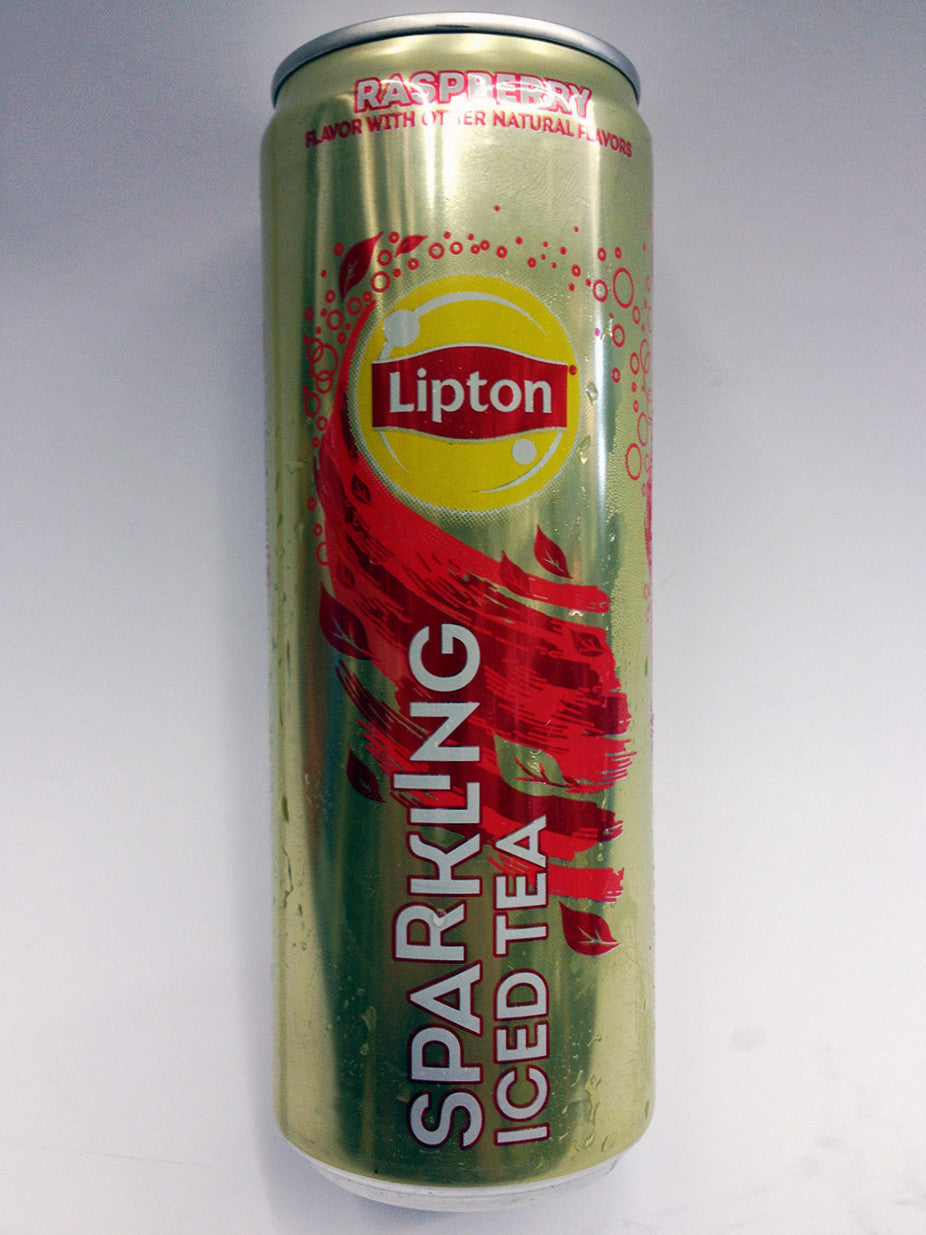 RASPBERRY
FLAVOR WITH OTHER NATURAL FLAVORS
Lipton
SPARKLING
ICED TEA